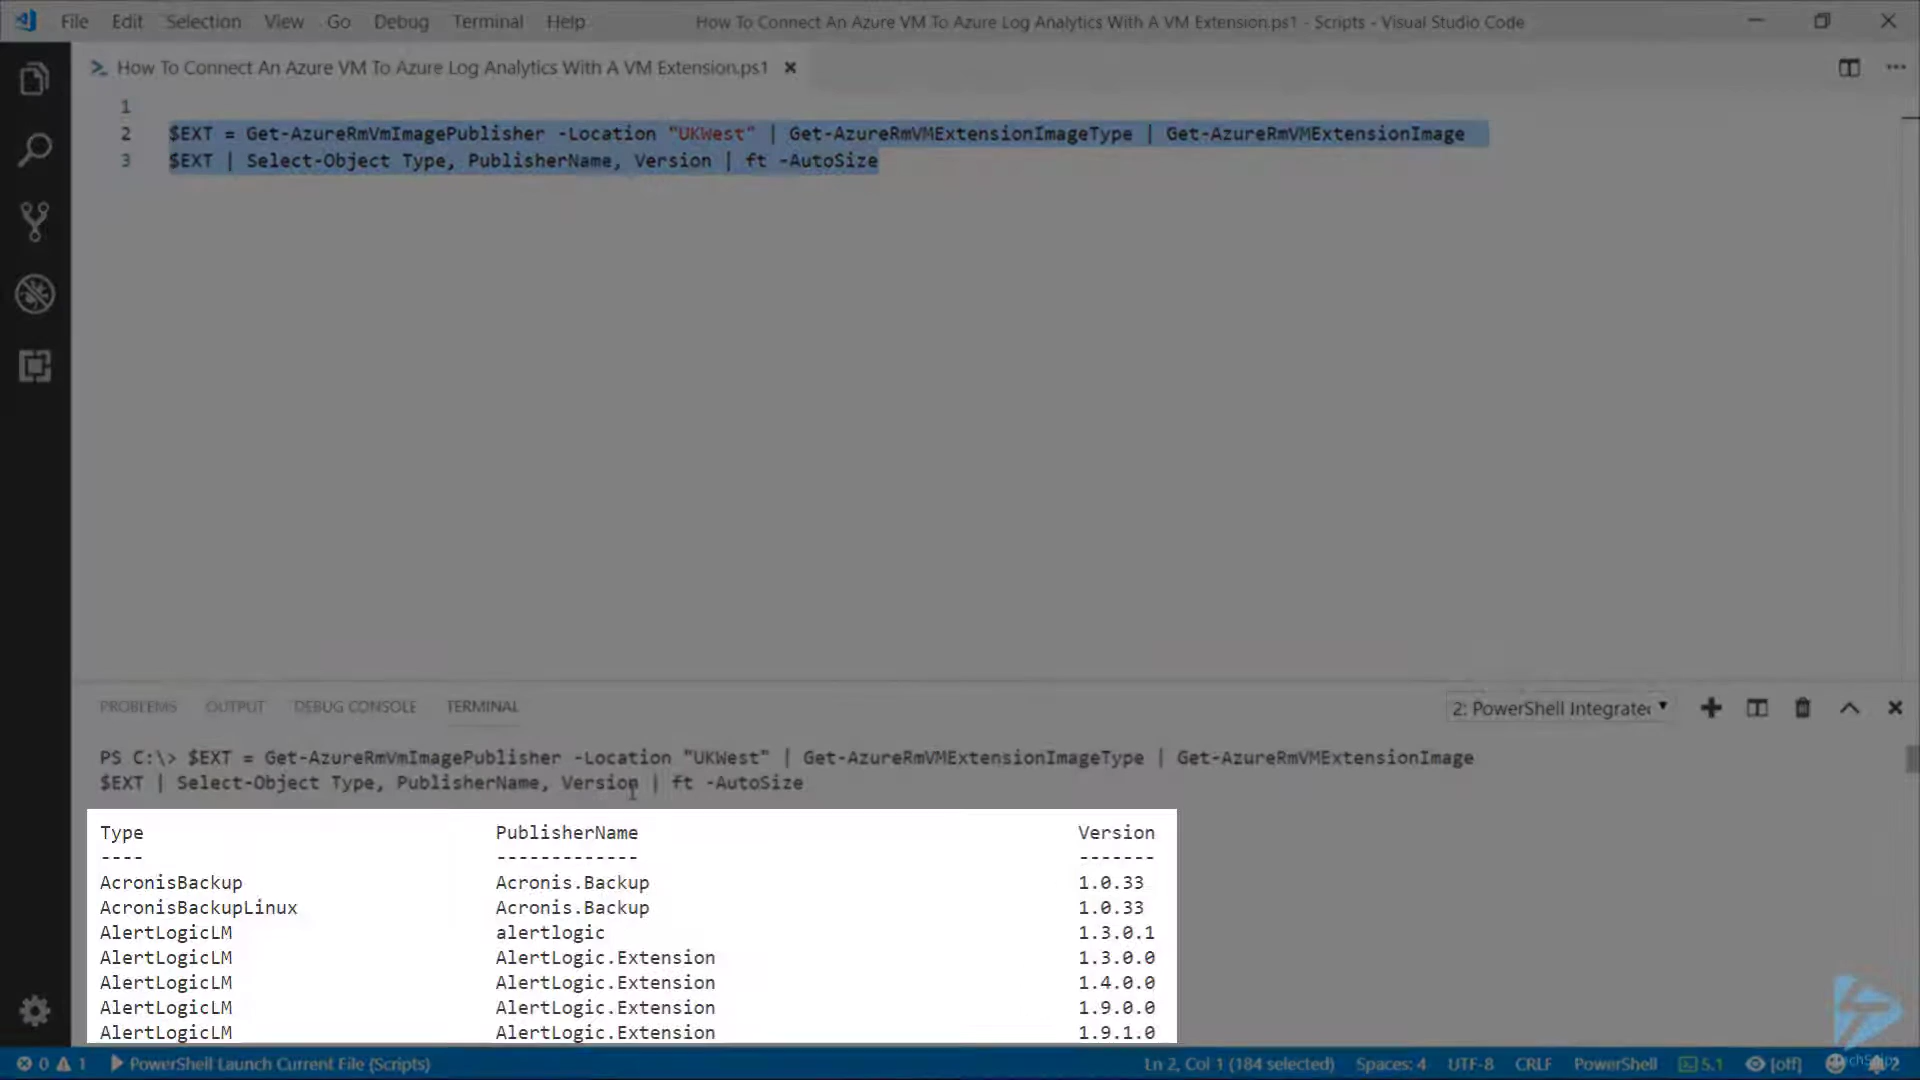 File Edit Selection View Go Debug Terminal Help How To Connect An Azure VM To Azure Log Analytics With A VM Extension.ps1 - Scripts - Visual Studio Code
How To Connect An Azure VM To Azure Log Analytics With A VM Extension.ps1
1
2 $EXT = Get-AzureRmVmImagePublisher -Location "UKWest" | Get-AzureRmVMExtensionImageType | Get-AzureRmVMExtensionImage
3 $EXT | Select-Object Type, PublisherName, Version | ft -AutoSize
PROBLEMS OUTPUT DEBUG CONSOLE TERMINAL 2: PowerShell Integrated
PS C:\> $EXT = Get-AzureRmVmImagePublisher -Location "UKWest" | Get-AzureRmVMExtensionImageType | Get-AzureRmVMExtensionImage
$EXT | Select-Object Type, PublisherName, Version | ft -AutoSize
Type PublisherName Version
---- ------------- -------
AcronisBackup Acronis.Backup 1.0.33
AcronisBackupLinux Acronis.Backup 1.0.33
AlertLogicLM alertlogic 1.3.0.1
AlertLogicLM AlertLogic.Extension 1.3.0.0
AlertLogicLM AlertLogic.Extension 1.4.0.0
AlertLogicLM AlertLogic.Extension 1.9.0.0
AlertLogicLM AlertLogic.Extension 1.9.1.0
0 1 PowerShell Launch Current File (Scripts) Ln 2, Col 1 (184 selected) Spaces: 4 UTF-8 CRLF PowerShell 5.1 [off] 2